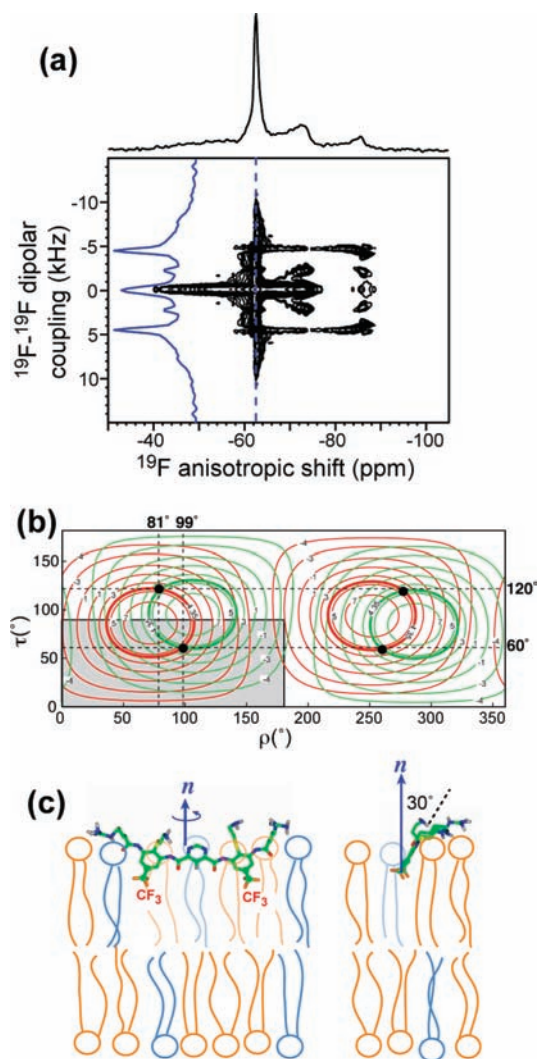 (a)
¹⁹F-¹⁹F dipolar
coupling (kHz)
-10
-5
0
5
10
-40
-60
-80
-100
¹⁹F anisotropic shift (ppm)
(b)
81° 99°
τ(°)
150
100
50
0
120°
60°
0 50 100 150 200 250 300 350
ρ(°)
(c)
n
n
30°
CF₃
CF₃